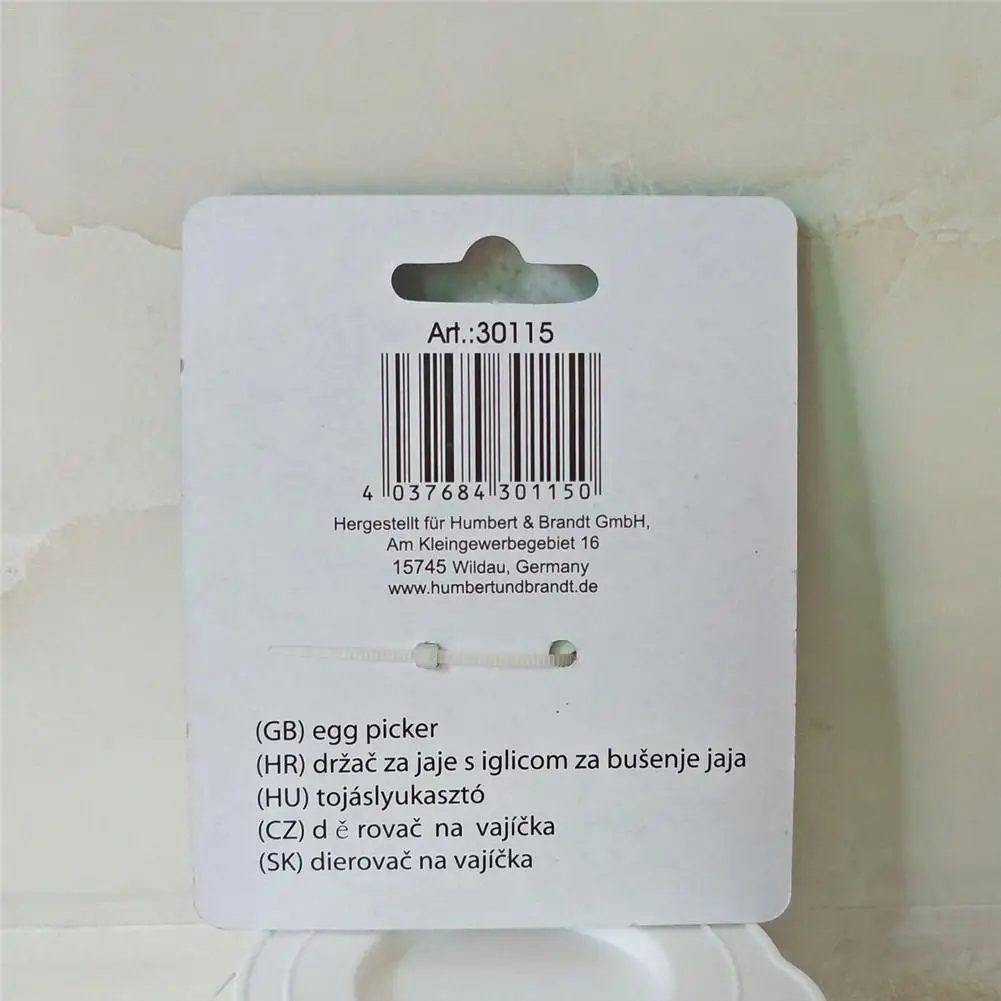 Art.:30115
4 037684 301150
Hergestellt für Humbert & Brandt GmbH,
Am Kleingewerbegebiet 16
15745 Wildau, Germany
www.humbertundbrandt.de
(GB) egg picker
(HR) držač za jaje s iglicom za bušenje jaja
(HU) tojáslyukasztó
(CZ) d ě rovač na vajíčka
(SK) dierovač na vajíčka